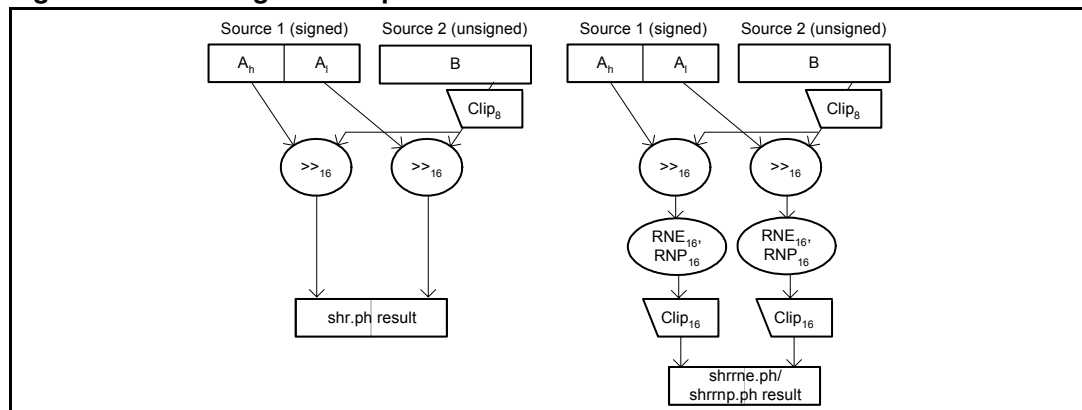 Source 1 (signed) Source 2 (unsigned) Source 1 (signed) Source 2 (unsigned)
Ah Al B Ah Al B
Clip8 Clip8
>>16 >>16 >>16 >>16
RNE16, RNP16 RNE16, RNP16
shr.ph result Clip16 Clip16
shrrne.ph/
shrrnp.ph result